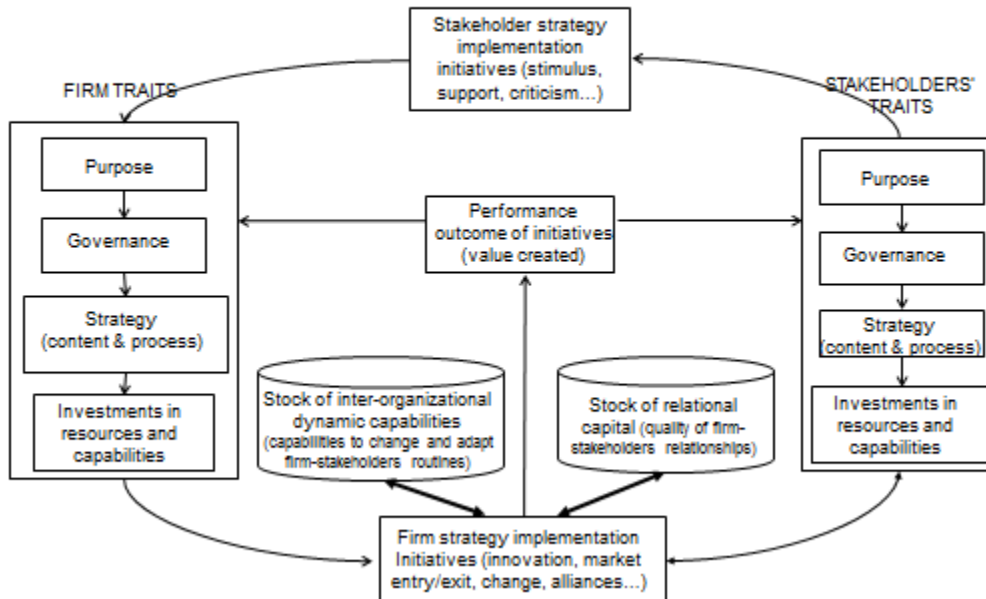 Stakeholder strategy
implementation
initiatives (stimulus,
support, criticism...)
FIRM TRAITS
STAKEHOLDERS'
TRAITS
Purpose
Governance
Strategy
(content & process)
Investments in
resources and
capabilities
Performance
outcome of initiatives
(value created)
Purpose
Governance
Strategy
(content & process)
Investments in
resources and
capabilities
Stock of inter-organizational
dynamic capabilities
(capabilities to change and adapt
firm-stakeholders routines)
Stock of relational
capital (quality of firm-
stakeholders relationships)
Firm strategy implementation
Initiatives (innovation, market
entry/exit, change, alliances...)